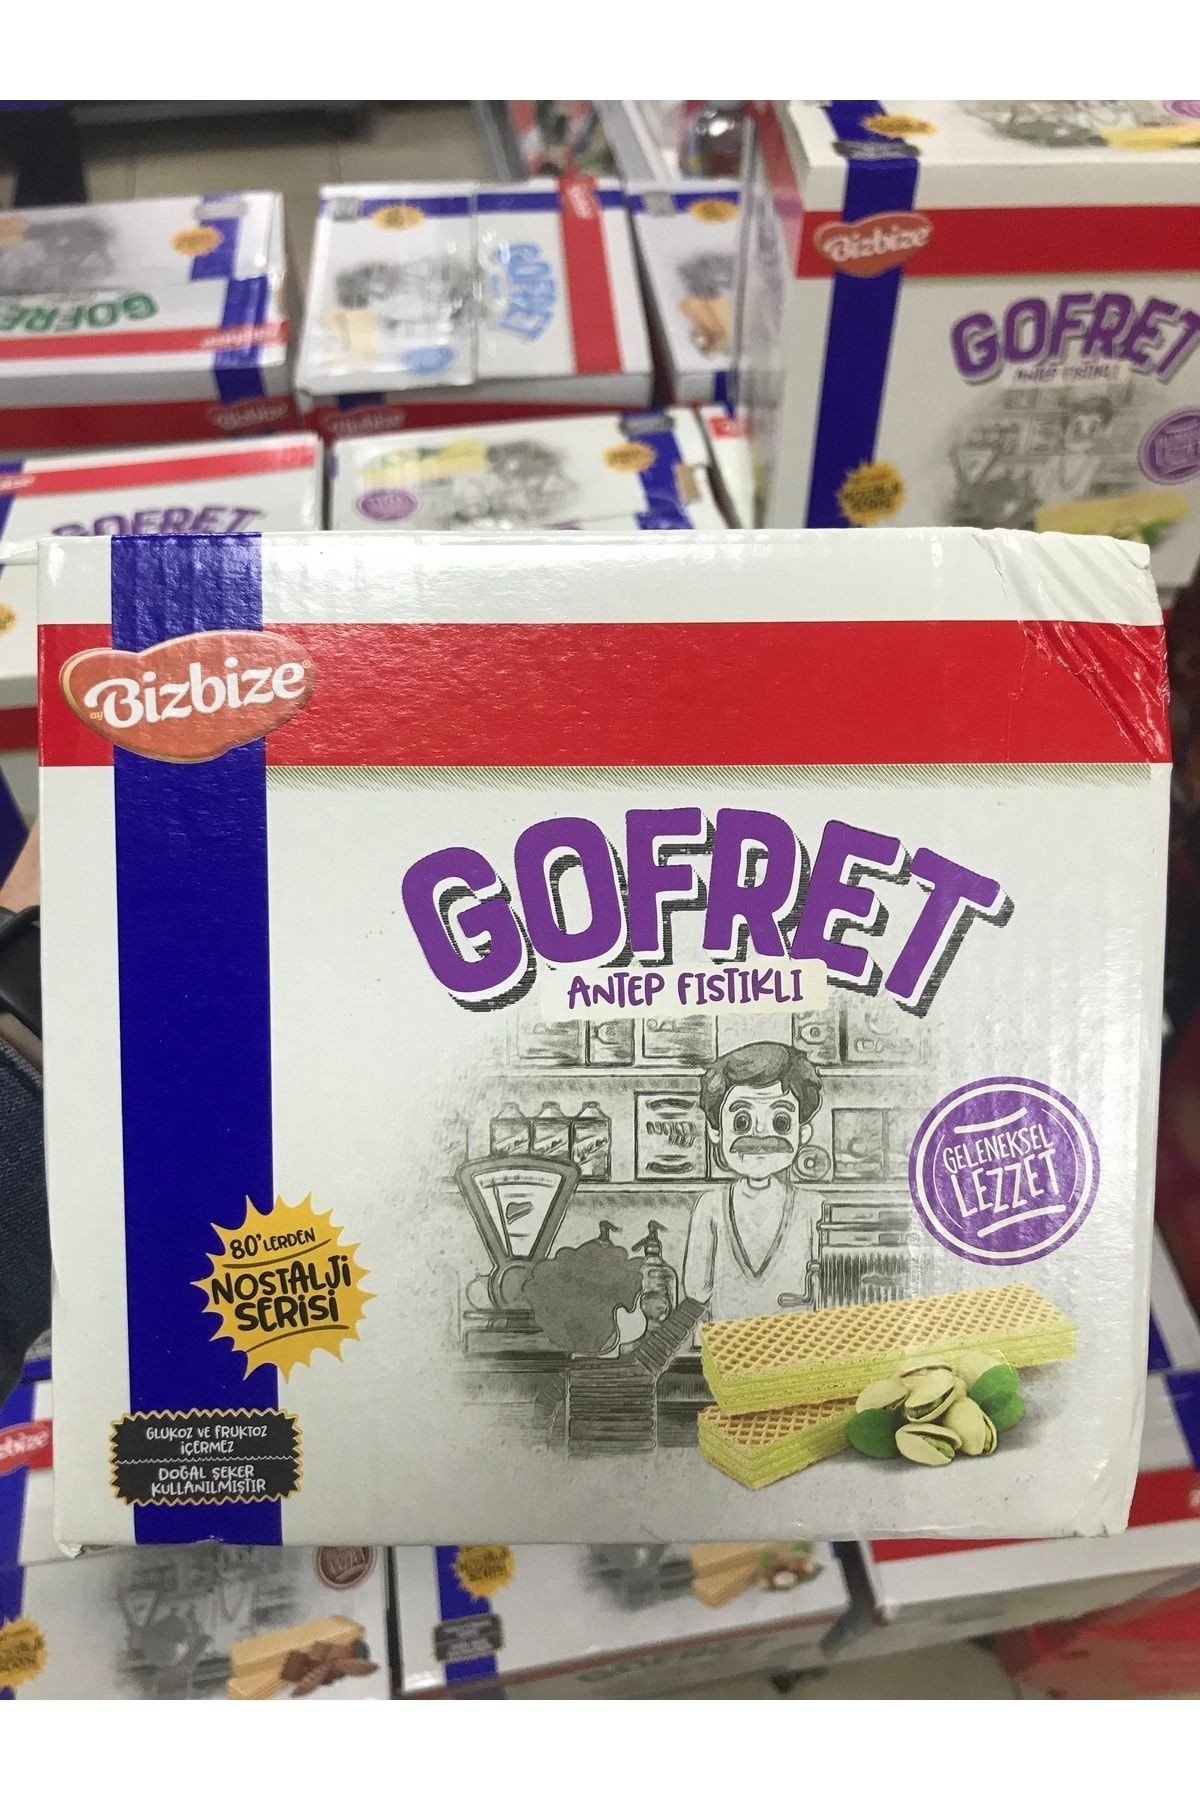 Bizbize
GOFRET
ANTEP FISTIKLI
GOFRET
GOFRET
ay Bizbize
GOFRET
ANTEP FISTIKLI
GELENEKSEL
LEZZET
80'LERDEN
NOSTALJİ
SERİSİ
GLUKOZ VE FRUKTOZ
İÇERMEZ
DOĞAL ŞEKER
KULLANILMIŞTIR